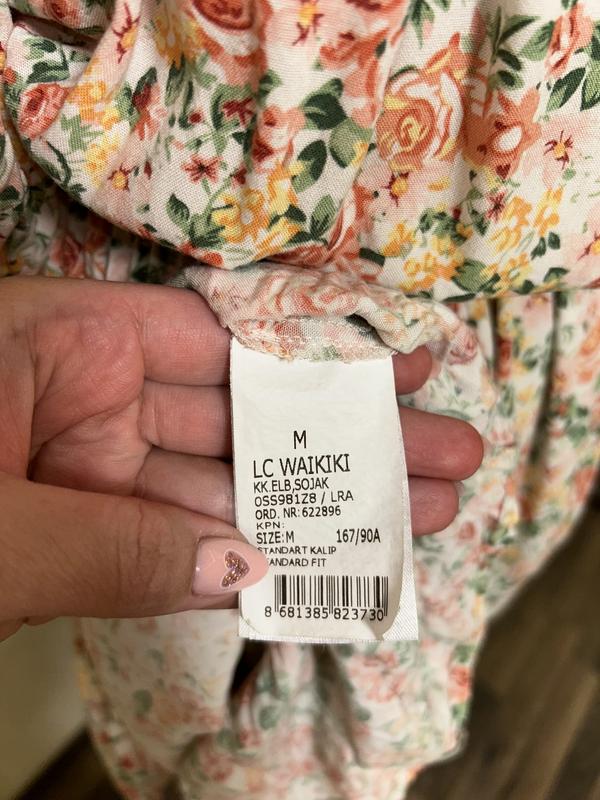 M
LC WAIKIKI
KK.ELB,SOJAK
0SS981Z8 / LRA
ORD. NR: 622896
KPN:
SIZE: M 167/90A
STANDART KALIP
STANDARD FIT
8 681385 823730